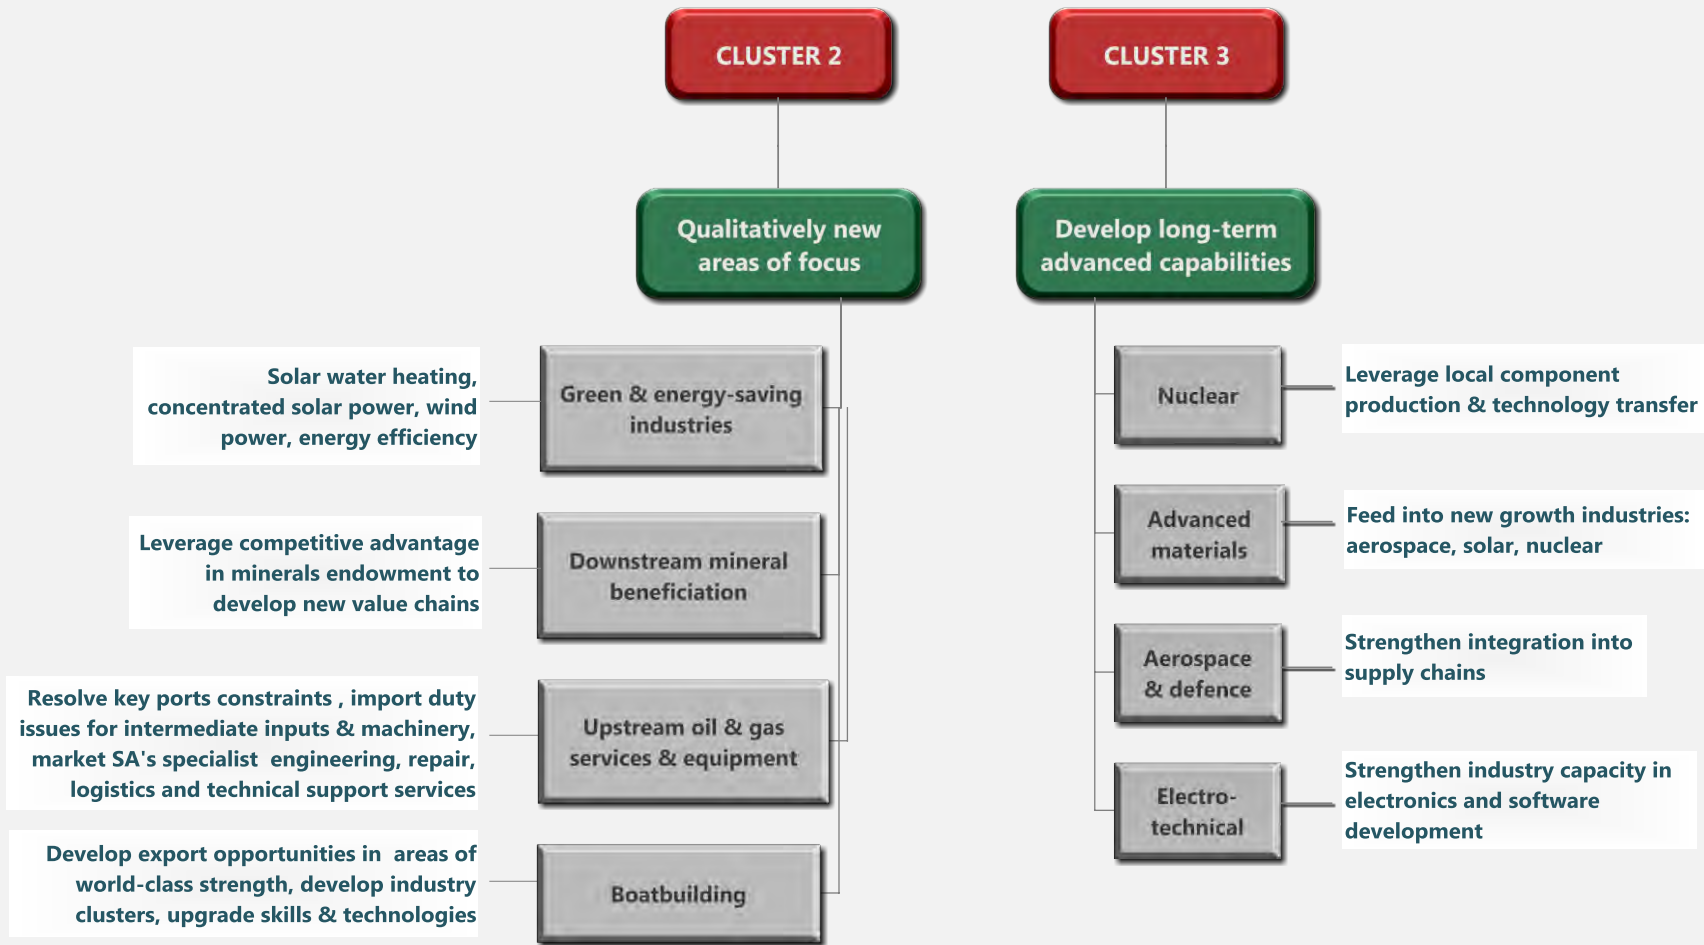 CLUSTER 2
Qualitatively new
areas of focus
Green & energy-saving
industries
Solar water heating,
concentrated solar power, wind
power, energy efficiency
Downstream mineral
beneficiation
Leverage competitive advantage
in minerals endowment to
develop new value chains
Upstream oil & gas
services & equipment
Resolve key ports constraints , import duty
issues for intermediate inputs & machinery,
market SA's specialist  engineering, repair,
logistics and technical support services
Boatbuilding
Develop export opportunities in  areas of
world-class strength, develop industry
clusters, upgrade skills & technologies
CLUSTER 3
Develop long-term
advanced capabilities
Nuclear
Leverage local component
production & technology transfer
Advanced
materials
Feed into new growth industries:
aerospace, solar, nuclear
Aerospace
& defence
Strengthen integration into
supply chains
Electro-
technical
Strengthen industry capacity in
electronics and software
development